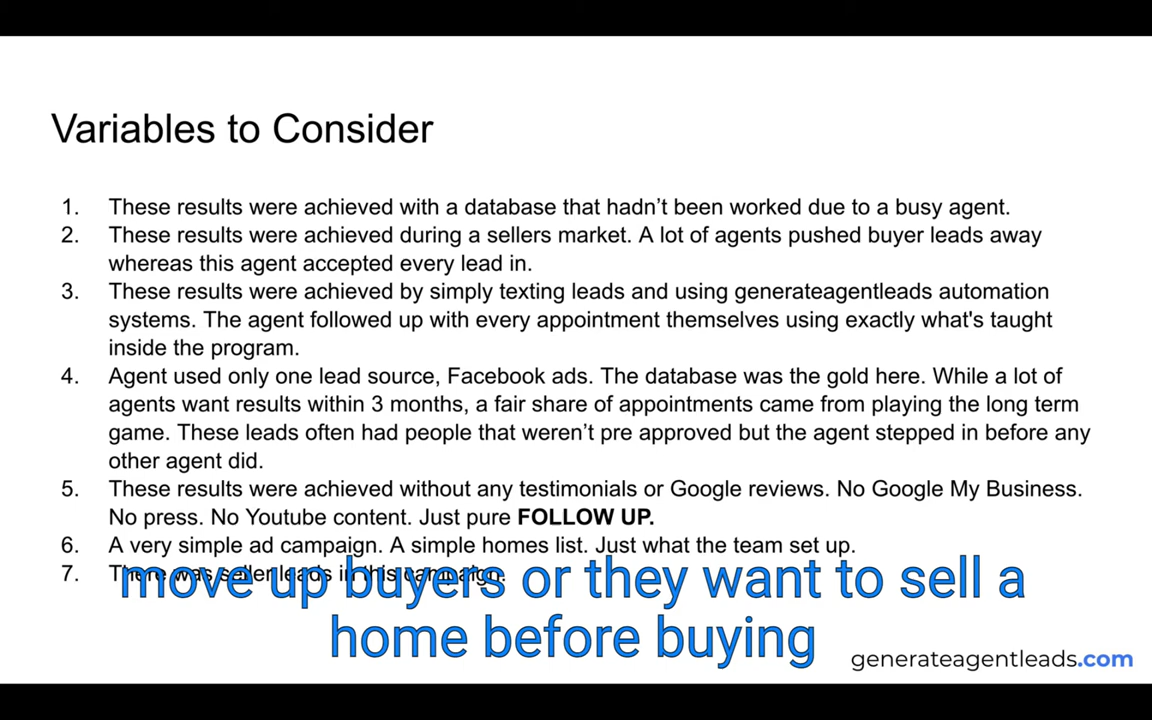 Variables to Consider
1. These results were achieved with a database that hadn't been worked due to a busy agent.
2. These results were achieved during a sellers market. A lot of agents pushed buyer leads away
whereas this agent accepted every lead in.
3. These results were achieved by simply texting leads and using generateagentleads automation
systems. The agent followed up with every appointment themselves using exactly what's taught
inside the program.
4. Agent used only one lead source, Facebook ads. The database was the gold here. While a lot of
agents want results within 3 months, a fair share of appointments came from playing the long term
game. These leads often had people that weren't pre approved but the agent stepped in before any
other agent did.
5. These results were achieved without any testimonials or Google reviews. No Google My Business.
No press. No Youtube content. Just pure FOLLOW UP.
6. A very simple ad campaign. A simple homes list. Just what the team set up.
7. There was seller leads in this campaign.
move up buyers or they want to sell a
home before buying
generateagentleads.com